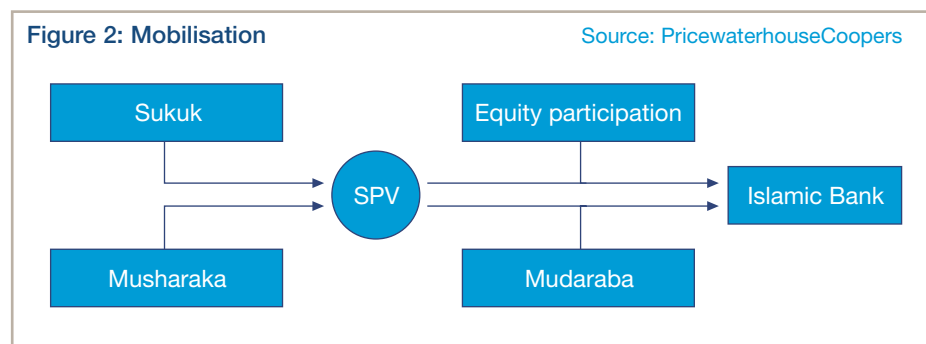 Figure 2: Mobilisation
Source: PricewaterhouseCoopers
Sukuk
Equity participation
SPV
Islamic Bank
Musharaka
Mudaraba